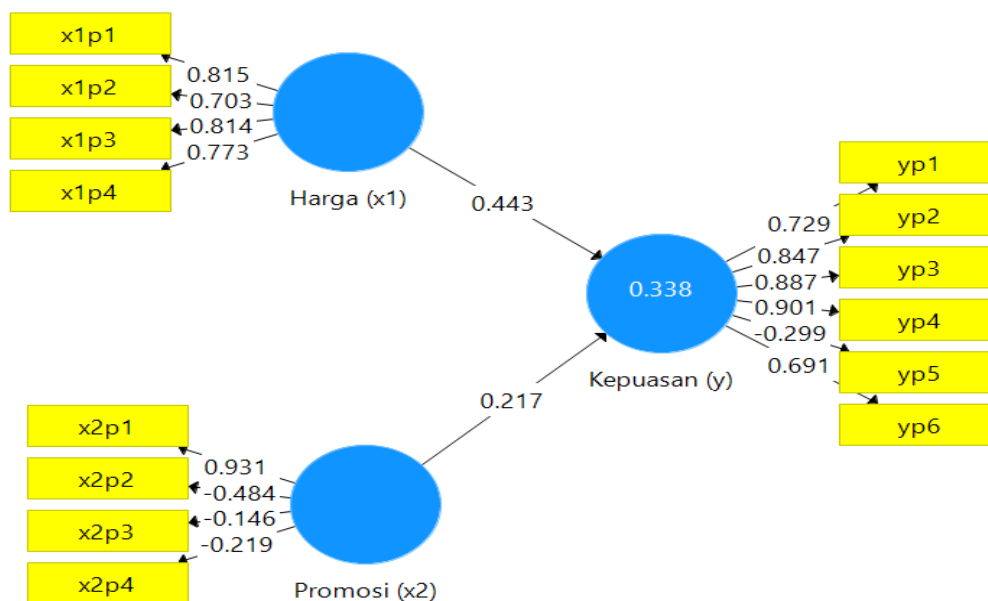 x1p1
x1p2
x1p3
x1p4
0.815
0.703
0.814
0.773
Harga (x1)
0.443
x2p1
x2p2
x2p3
x2p4
0.931
-0.484
-0.146
-0.219
Promosi (x2)
0.217
0.338
Kepuasan (y)
0.729
0.847
0.887
0.901
-0.299
0.691
yp1
yp2
yp3
yp4
yp5
yp6